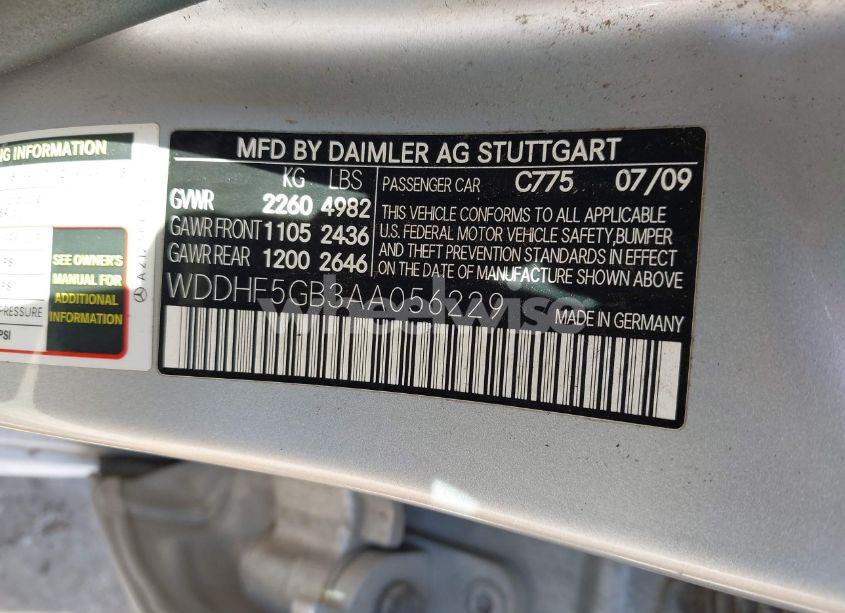 NG INFORMATION
SEE OWNER'S
MANUAL FOR
ADDITIONAL
INFORMATION
PRESSURE
PSI
MFD BY DAIMLER AG STUTTGART
KG LBS
GVWR 2260 4982
GAWR FRONT 1105 2436
GAWR REAR 1200 2646
PASSENGER CAR C775 07/09
THIS VEHICLE CONFORMS TO ALL APPLICABLE
U.S. FEDERAL MOTOR VEHICLE SAFETY,BUMPER
AND THEFT PREVENTION STANDARDS IN EFFECT
ON THE DATE OF MANUFACTURE SHOWN ABOVE
WDDHF5GB3AA056229
MADE IN GERMANY
wheelwise